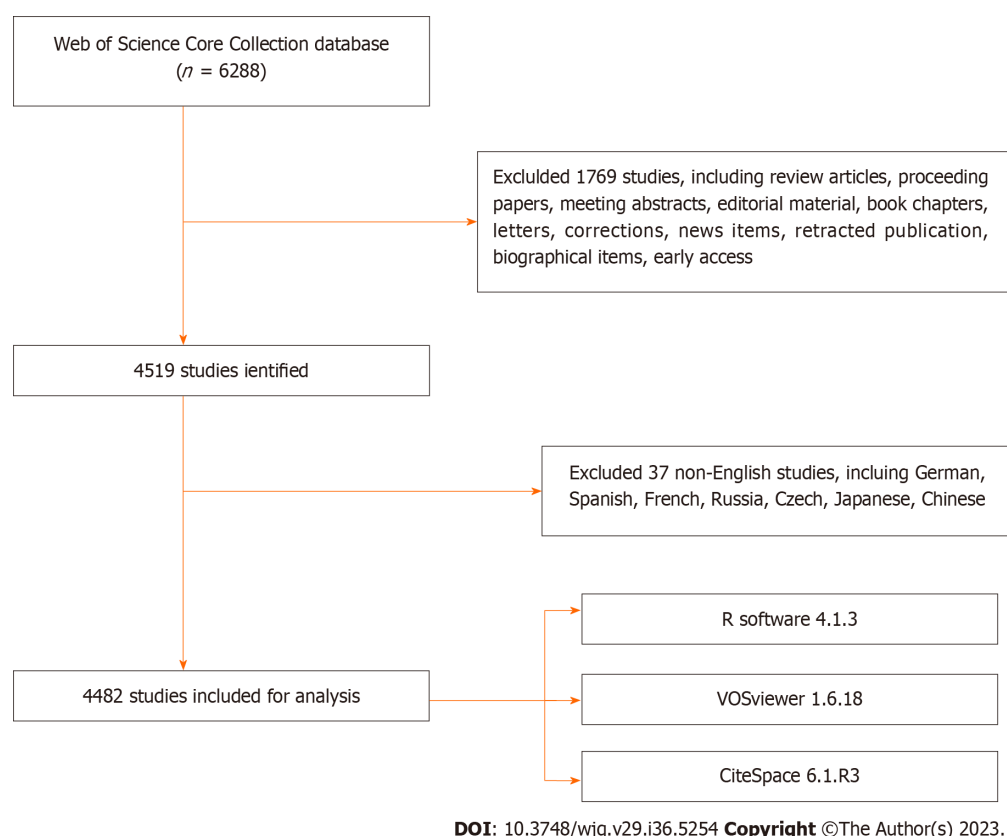 Web of Science Core Collection database
(n = 6288)
Exclulded 1769 studies, including review articles, proceeding
papers, meeting abstracts, editorial material, book chapters,
letters, corrections, news items, retracted publication,
biographical items, early access
4519 studies ientified
Excluded 37 non-English studies, incluing German,
Spanish, French, Russia, Czech, Japanese, Chinese
4482 studies included for analysis
R software 4.1.3
VOSviewer 1.6.18
CiteSpace 6.1.R3
DOI: 10.3748/wjg.v29.i36.5254 Copyright ©The Author(s) 2023.